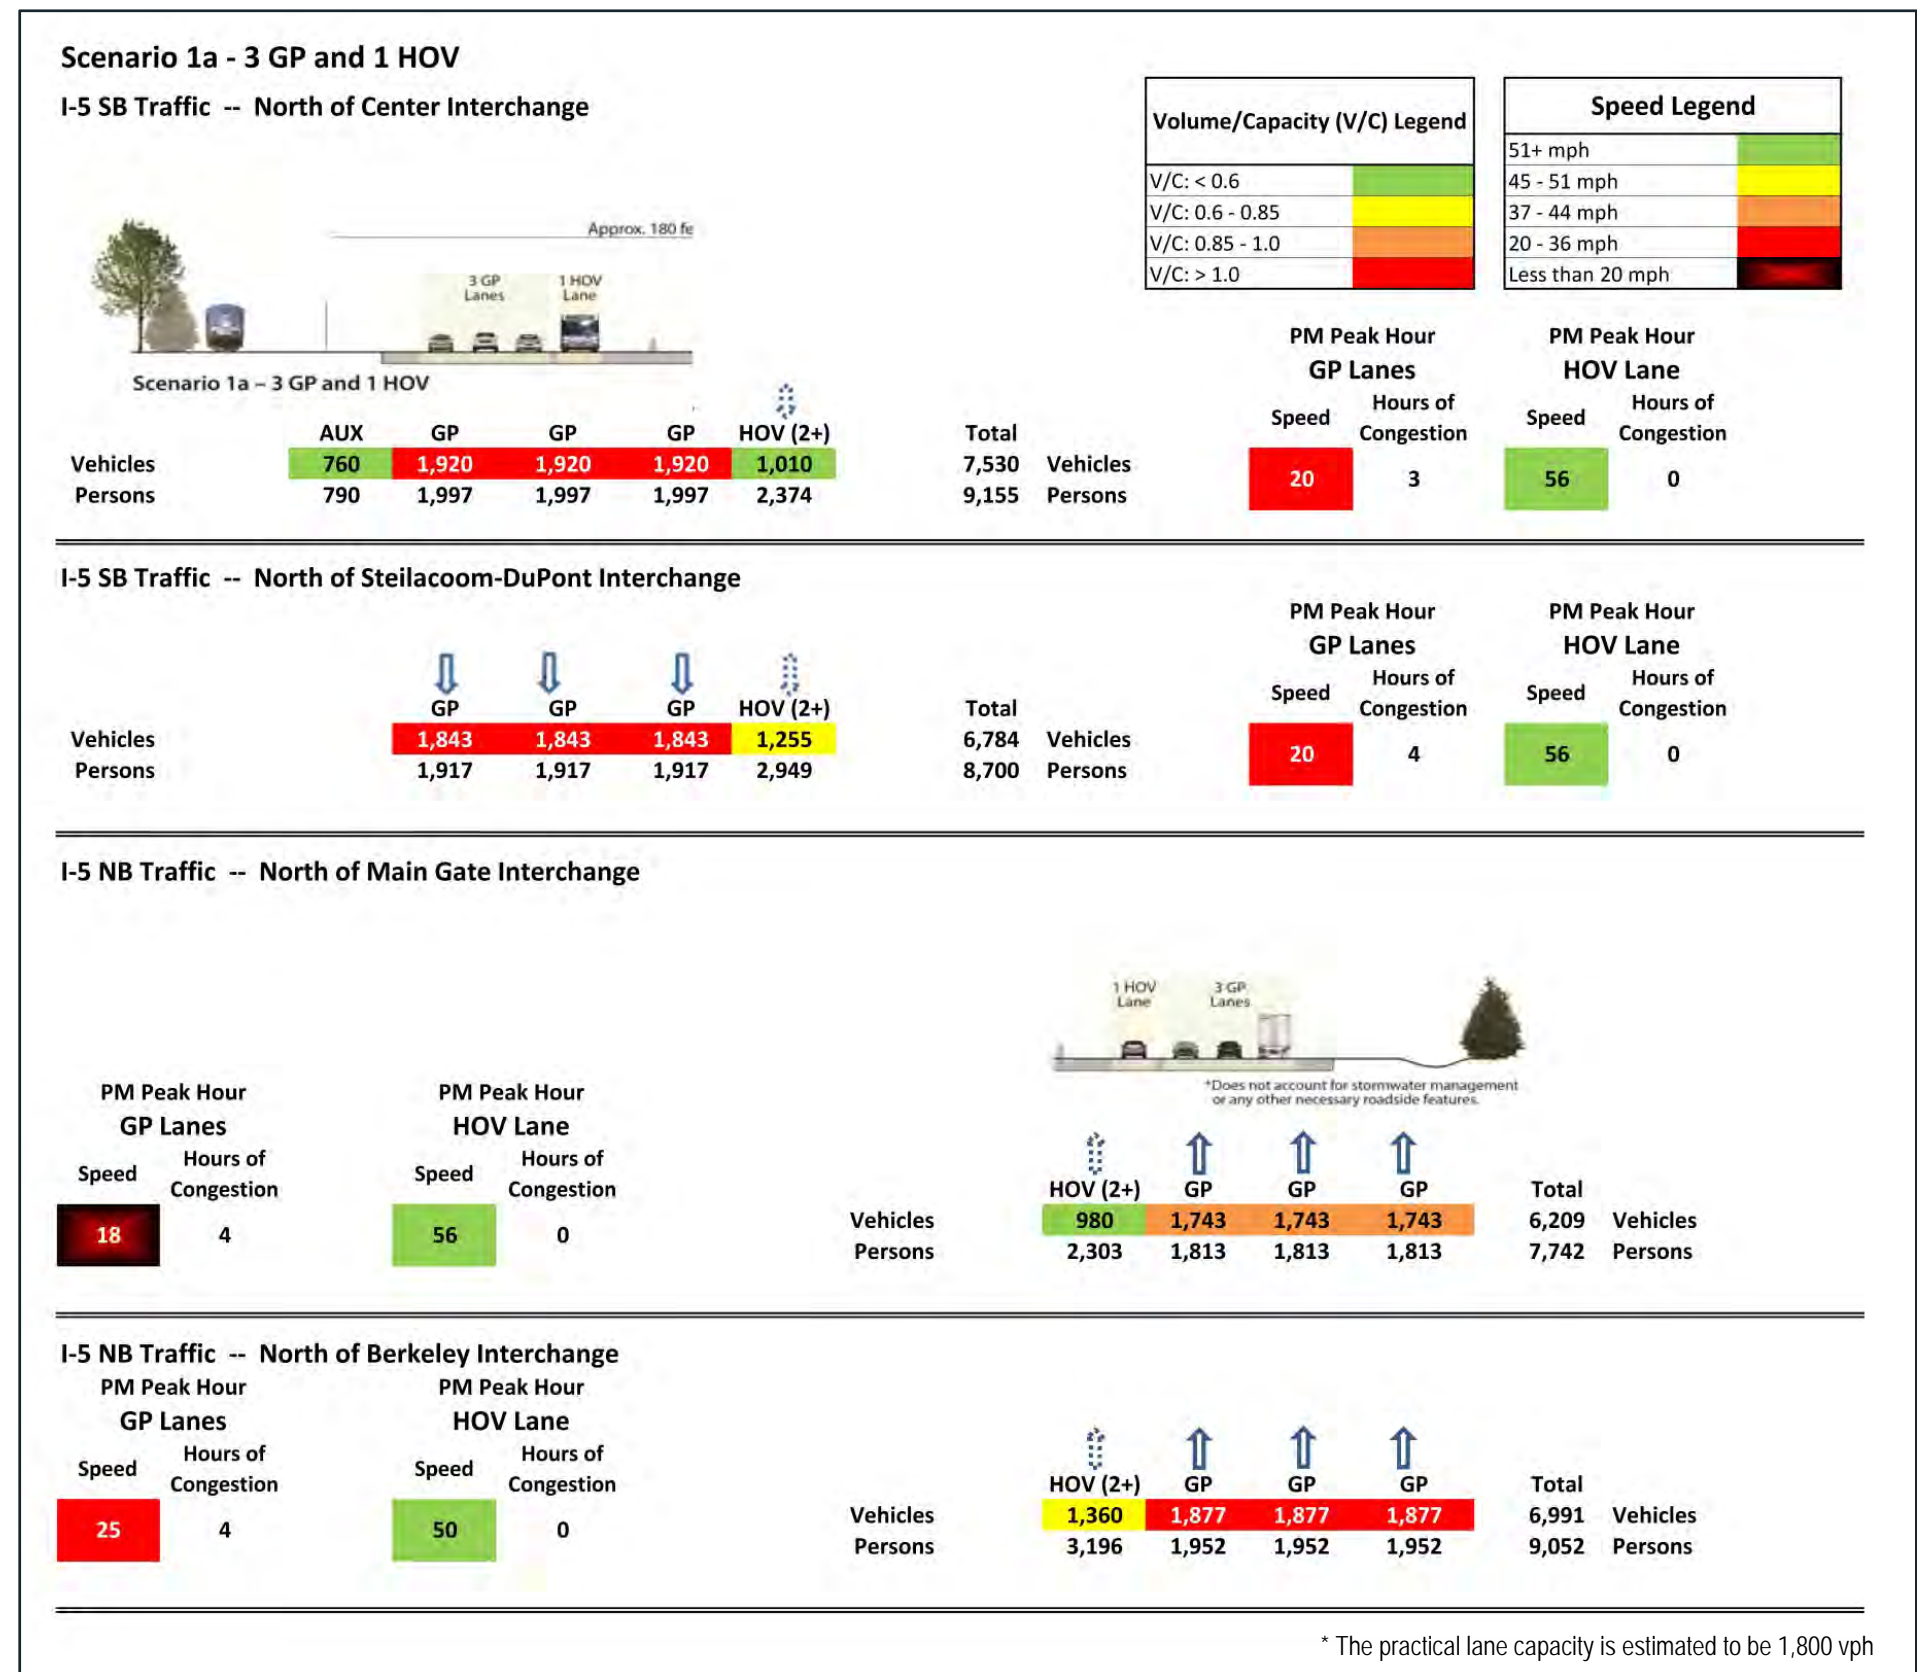 Scenario 1a - 3 GP and 1 HOV
I-5 SB Traffic -- North of Center Interchange
Volume/Capacity (V/C) Legend
V/C: < 0.6
V/C: 0.6 - 0.85
V/C: 0.85 - 1.0
V/C: > 1.0
Speed Legend
51+ mph
45 - 51 mph
37 - 44 mph
20 - 36 mph
Less than 20 mph
Approx. 180 fe
3 GP Lanes
1 HOV Lane
Scenario 1a – 3 GP and 1 HOV
PM Peak Hour PM Peak Hour
GP Lanes HOV Lane
Speed Hours of Congestion Speed Hours of Congestion
AUX GP GP GP HOV (2+) Total
Vehicles 760 1,920 1,920 1,920 1,010 7,530 Vehicles
Persons 790 1,997 1,997 1,997 2,374 9,155 Persons
20 3 56 0
I-5 SB Traffic -- North of Steilacoom-DuPont Interchange
PM Peak Hour PM Peak Hour
GP Lanes HOV Lane
Speed Hours of Congestion Speed Hours of Congestion
GP GP GP HOV (2+) Total
Vehicles 1,843 1,843 1,843 1,255 6,784 Vehicles
Persons 1,917 1,917 1,917 2,949 8,700 Persons
20 4 56 0
I-5 NB Traffic -- North of Main Gate Interchange
1 HOV Lane
3 GP Lanes
*Does not account for stormwater management
or any other necessary roadside features.
PM Peak Hour PM Peak Hour
GP Lanes HOV Lane
Speed Hours of Congestion Speed Hours of Congestion
18 4 56 0
HOV (2+) GP GP GP Total
Vehicles 980 1,743 1,743 1,743 6,209 Vehicles
Persons 2,303 1,813 1,813 1,813 7,742 Persons
I-5 NB Traffic -- North of Berkeley Interchange
PM Peak Hour PM Peak Hour
GP Lanes HOV Lane
Speed Hours of Congestion Speed Hours of Congestion
25 4 50 0
HOV (2+) GP GP GP Total
Vehicles 1,360 1,877 1,877 1,877 6,991 Vehicles
Persons 3,196 1,952 1,952 1,952 9,052 Persons
* The practical lane capacity is estimated to be 1,800 vph